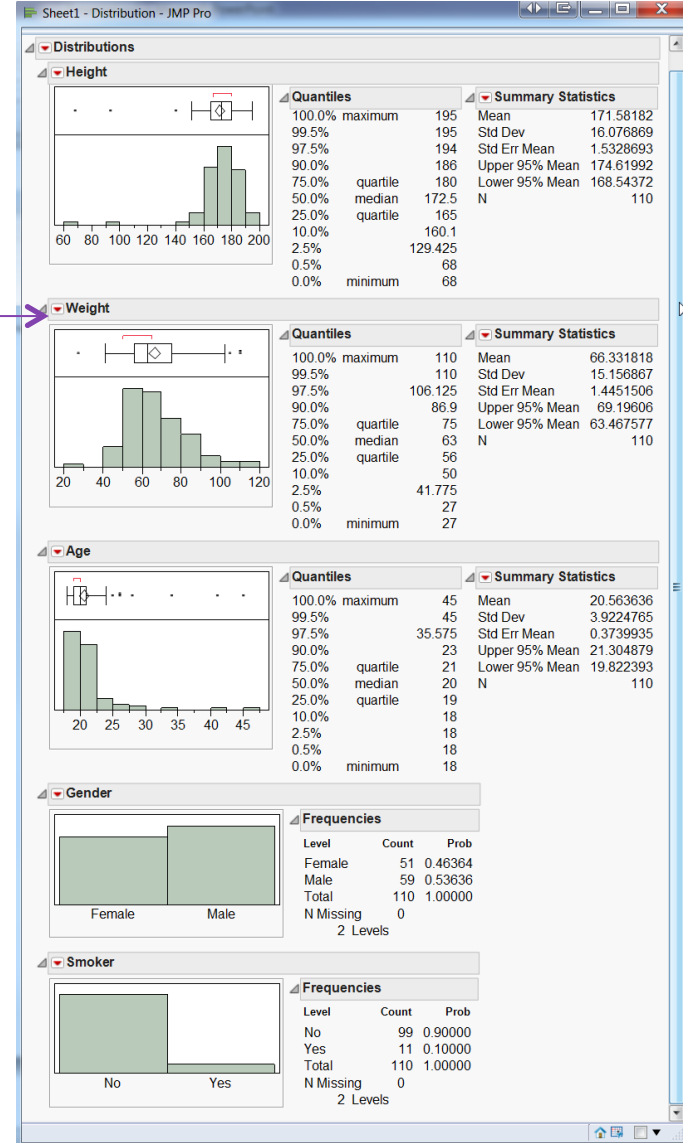 Sheet1 - Distribution - JMP Pro
Distributions
Height
60 80 100 120 140 160 180 200
Quantiles
100.0% maximum 195
99.5% 195
97.5% 194
90.0% 186
75.0% quartile 180
50.0% median 172.5
25.0% quartile 165
10.0% 160.1
2.5% 129.425
0.5% 68
0.0% minimum 68
Summary Statistics
Mean 171.58182
Std Dev 16.076869
Std Err Mean 1.5328693
Upper 95% Mean 174.61992
Lower 95% Mean 168.54372
N 110
Weight
20 40 60 80 100 120
Quantiles
100.0% maximum 110
99.5% 110
97.5% 106.125
90.0% 86.9
75.0% quartile 75
50.0% median 63
25.0% quartile 56
10.0% 50
2.5% 41.775
0.5% 27
0.0% minimum 27
Summary Statistics
Mean 66.331818
Std Dev 15.156867
Std Err Mean 1.4451506
Upper 95% Mean 69.19606
Lower 95% Mean 63.467577
N 110
Age
20 25 30 35 40 45
Quantiles
100.0% maximum 45
99.5% 45
97.5% 35.575
90.0% 23
75.0% quartile 21
50.0% median 20
25.0% quartile 19
10.0% 18
2.5% 18
0.5% 18
0.0% minimum 18
Summary Statistics
Mean 20.563636
Std Dev 3.9224765
Std Err Mean 0.3739935
Upper 95% Mean 21.304879
Lower 95% Mean 19.822393
N 110
Gender
Female Male
Frequencies
Level Count Prob
Female 51 0.46364
Male 59 0.53636
Total 110 1.00000
N Missing 0
2 Levels
Smoker
No Yes
Frequencies
Level Count Prob
No 99 0.90000
Yes 11 0.10000
Total 110 1.00000
N Missing 0
2 Levels